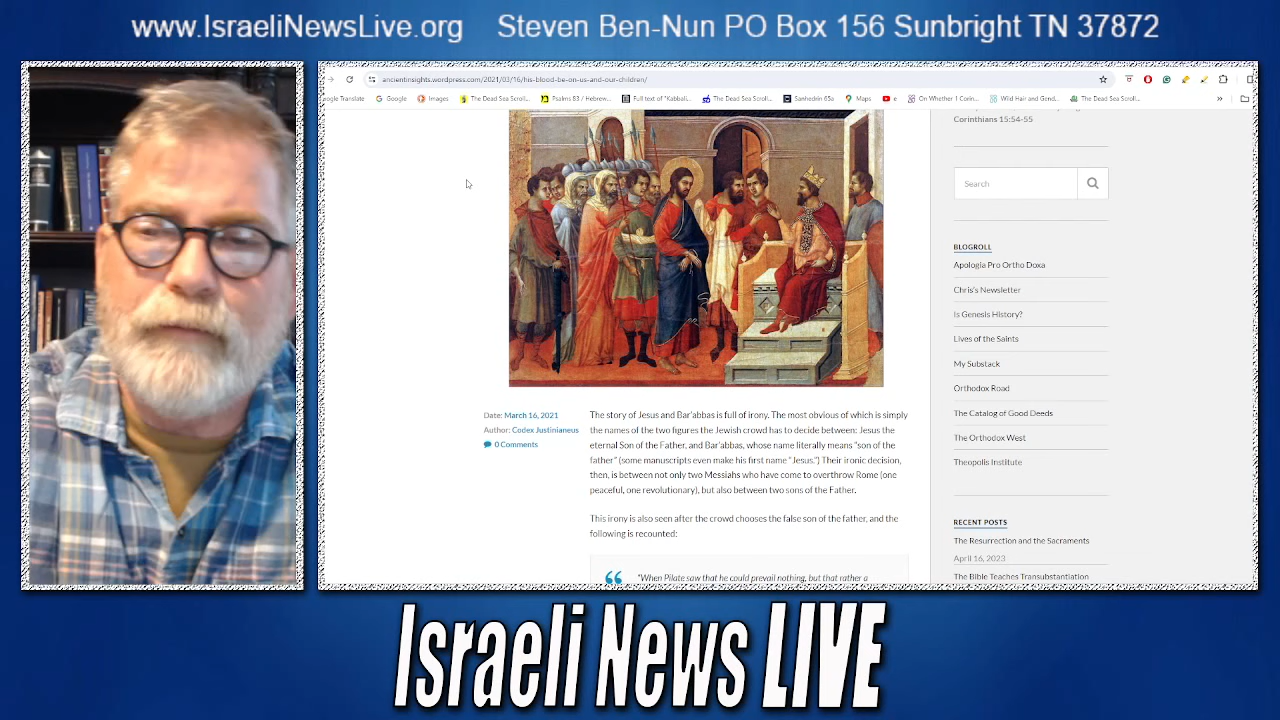 www.IsraeliNewsLive.org Steven Ben-Nun PO Box 156 Sunbright TN 37872
ancientinsights.wordpress.com/2021/03/16/his-blood-be-on-us-and-our-children/
ogle Translate Google Images The Dead Sea Scroll... Psalms 83 / Hebrew... Full text of "Kabbali... The Dead Sea Scroll... Sanhedrin 65a Maps On Whether 1 Corin... Wild Hair and Gend... The Dead Sea Scroll...
Corinthians 15:54-55
Search
BLOGROLL
Apologia Pro Ortho Doxa
Chris's Newsletter
Is Genesis History?
Lives of the Saints
My Substack
Orthodox Road
The Catalog of Good Deeds
The Orthodox West
Theopolis Institute
RECENT POSTS
The Resurrection and the Sacraments
April 16, 2023
The Bible Teaches Transubstantiation
Date: March 16, 2021
Author: Codex Justinianeus
0 Comments
The story of Jesus and Bar'abbas is full of irony. The most obvious of which is simply
the names of the two figures the Jewish crowd has to decide between: Jesus the
eternal Son of the Father, and Bar'abbas, whose name literally means "son of the
father" (some manuscripts even make his first name "Jesus.") Their ironic decision,
then, is between not only two Messiahs who have come to overthrow Rome (one
peaceful, one revolutionary), but also between two sons of the Father.
This irony is also seen after the crowd chooses the false son of the father, and the
following is recounted:
"When Pilate saw that he could prevail nothing, but that rather a
Israeli News LIVE